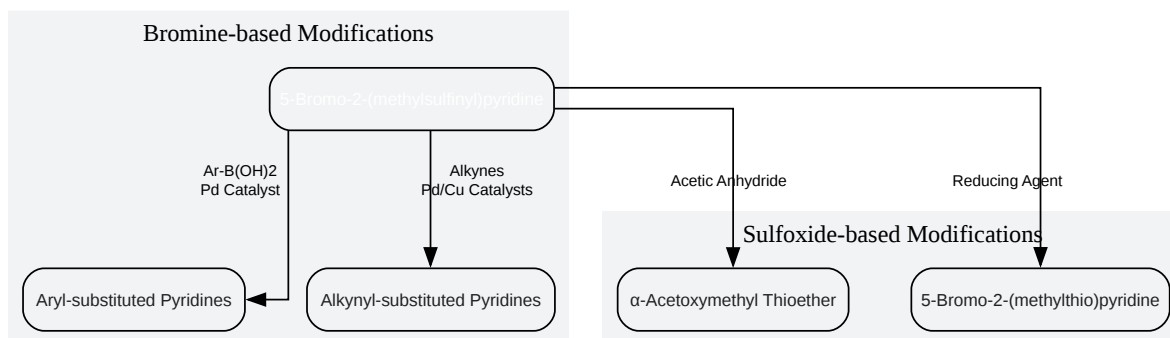 Bromine-based Modifications
5-Bromo-2-(methylsulfinyl)pyridine
Ar-B(OH)2
Pd Catalyst
Alkynes
Pd/Cu Catalysts
Acetic Anhydride
Reducing Agent
Sulfoxide-based Modifications
Aryl-substituted Pyridines
Alkynyl-substituted Pyridines
α-Acetoxymethyl Thioether
5-Bromo-2-(methylthio)pyridine